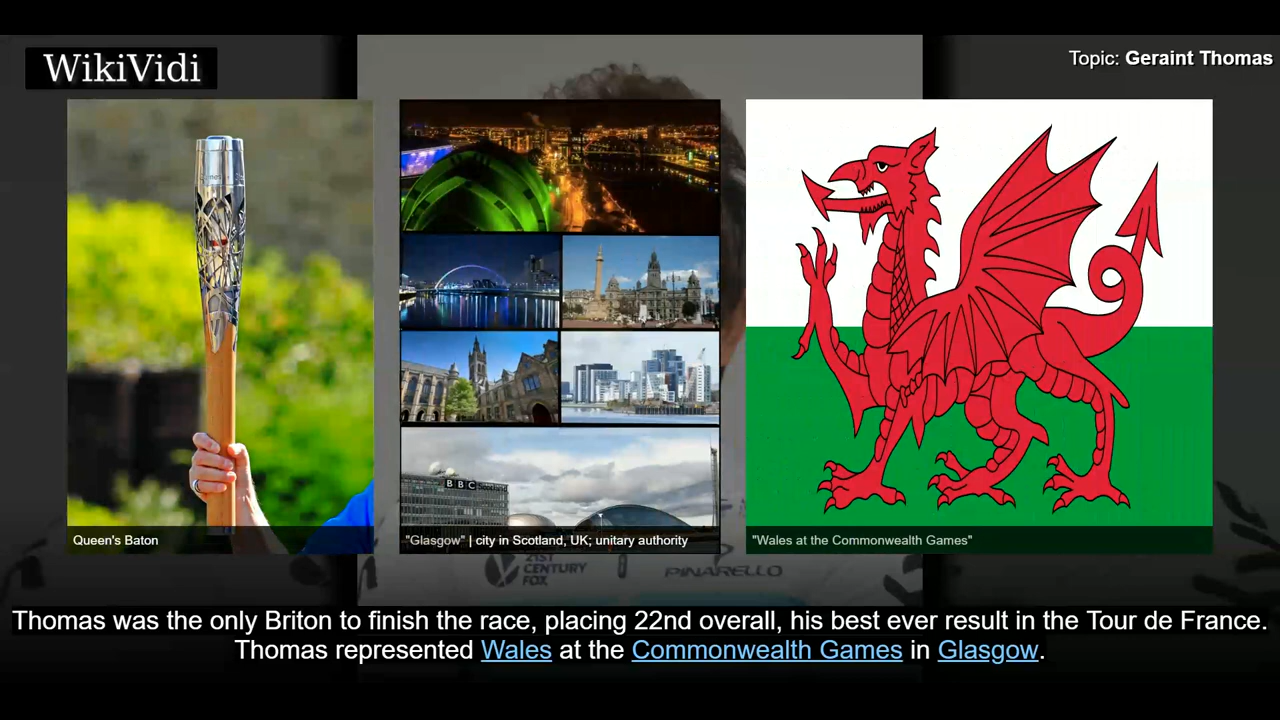 WikiVidi
Topic: Geraint Thomas
BBC Scotland
Queen's Baton
"Glasgow" | city in Scotland, UK; unitary authority
"Wales at the Commonwealth Games"
21ST
CENTURY
FOX
PINARELLO
Thomas was the only Briton to finish the race, placing 22nd overall, his best ever result in the Tour de France.
Thomas represented Wales at the Commonwealth Games in Glasgow.